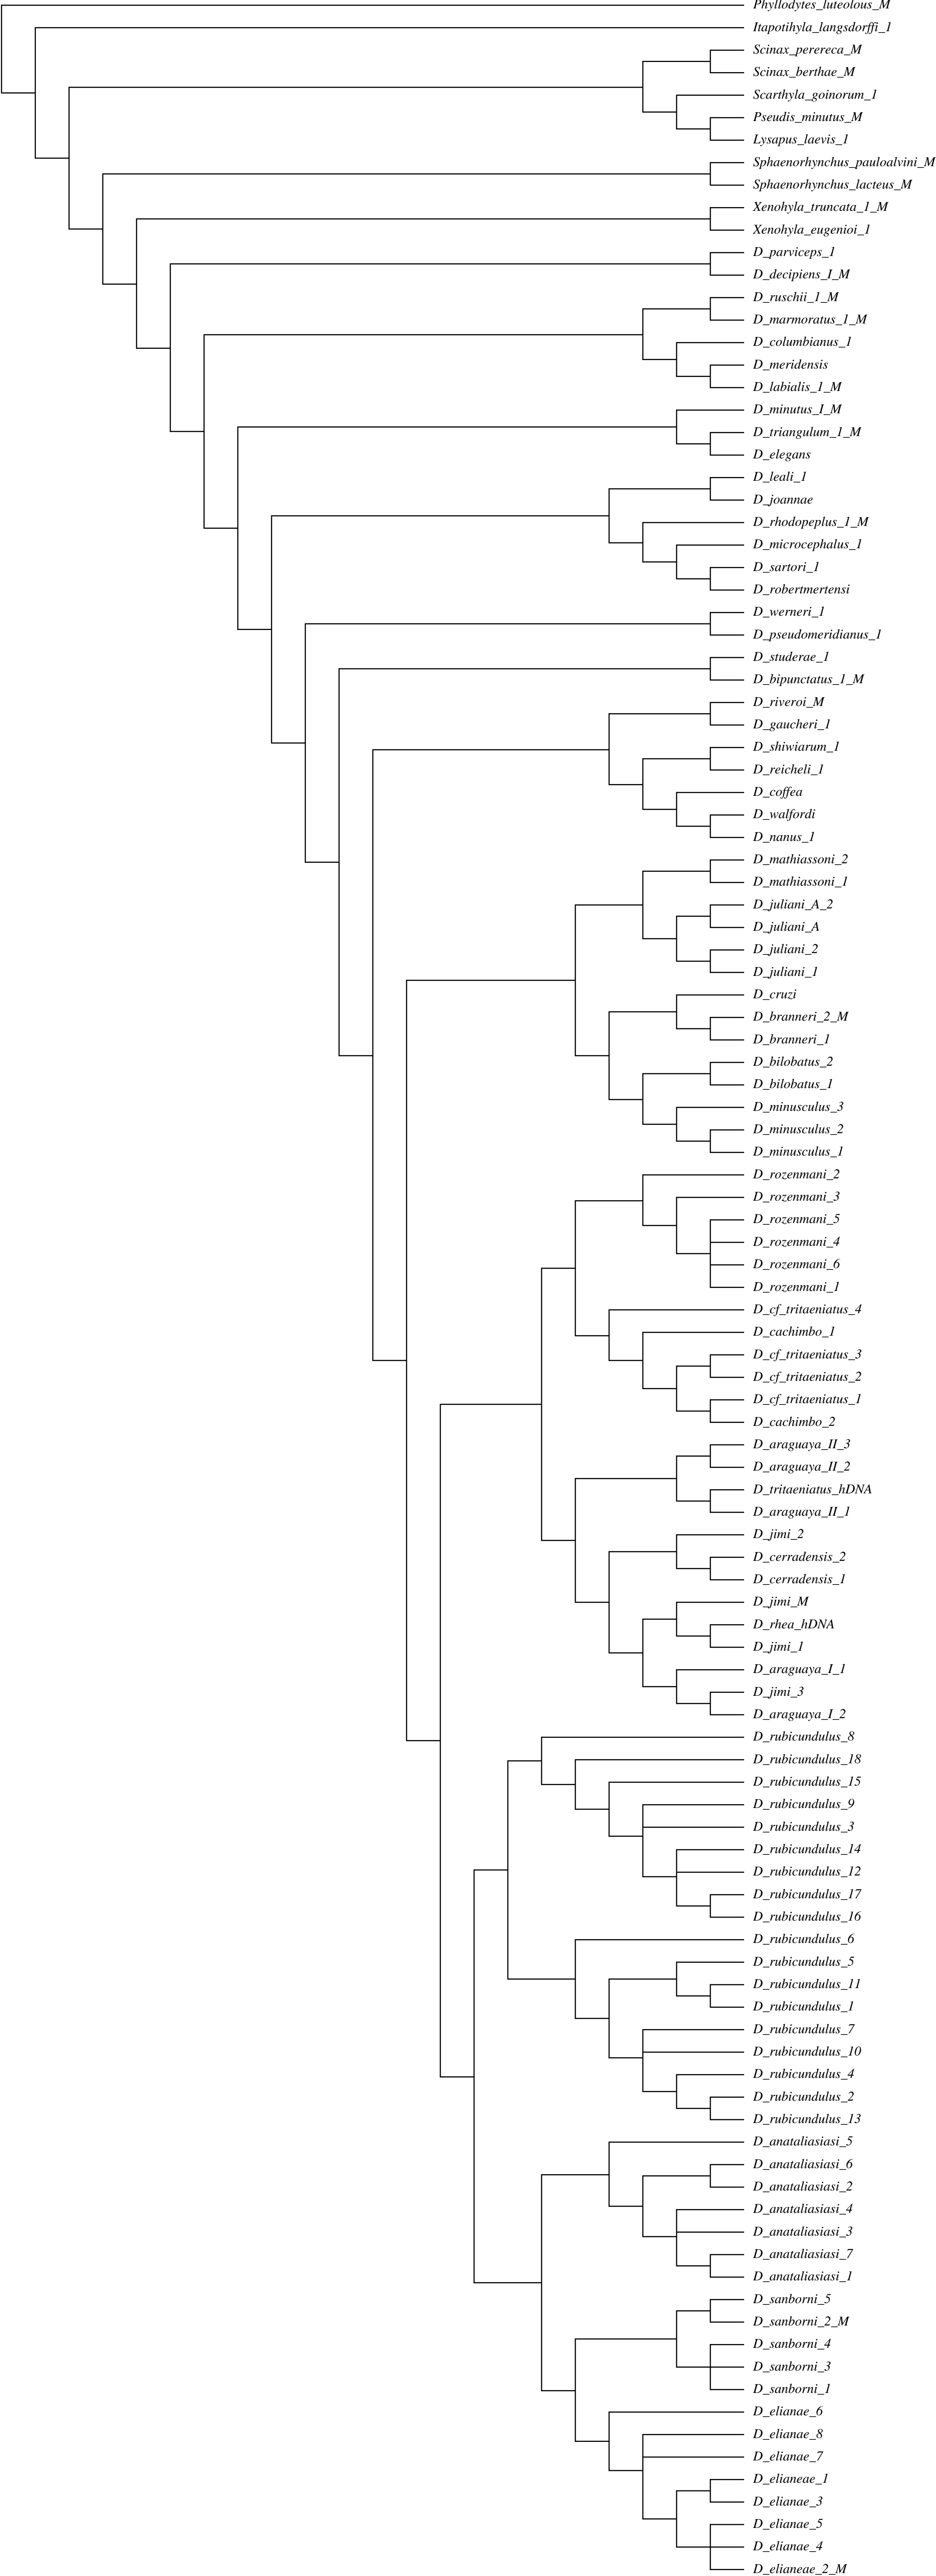 Phyllodytes_luteolous_M
Itapotihyla_langsdorffi_1
Scinax_perereca_M
Scinax_berthae_M
Scarthyla_goinorum_1
Pseudis_minutus_M
Lysapus_laevis_1
Sphaenorhynchus_pauloalvini_M
Sphaenorhynchus_lacteus_M
Xenohyla_truncata_1_M
Xenohyla_eugenioi_1
D_parviceps_1
D_decipiens_I_M
D_ruschii_1_M
D_marmoratus_1_M
D_columbianus_1
D_meridensis
D_labialis_1_M
D_minutus_I_M
D_triangulum_1_M
D_elegans
D_leali_1
D_joannae
D_rhodopeplus_1_M
D_microcephalus_1
D_sartori_1
D_robertmertensi
D_werneri_1
D_pseudomeridianus_1
D_studerae_1
D_bipunctatus_1_M
D_riveroi_M
D_gaucheri_1
D_shiwiarum_1
D_reicheli_1
D_coffea
D_walfordi
D_nanus_1
D_mathiassoni_2
D_mathiassoni_1
D_juliani_A_2
D_juliani_A
D_juliani_2
D_juliani_1
D_cruzi
D_branneri_2_M
D_branneri_1
D_bilobatus_2
D_bilobatus_1
D_minusculus_3
D_minusculus_2
D_minusculus_1
D_rozenmani_2
D_rozenmani_3
D_rozenmani_5
D_rozenmani_4
D_rozenmani_6
D_rozenmani_1
D_cf_tritaeniatus_4
D_cachimbo_1
D_cf_tritaeniatus_3
D_cf_tritaeniatus_2
D_cf_tritaeniatus_1
D_cachimbo_2
D_araguaya_II_3
D_araguaya_II_2
D_tritaeniatus_hDNA
D_araguaya_II_1
D_jimi_2
D_cerradensis_2
D_cerradensis_1
D_jimi_M
D_rhea_hDNA
D_jimi_1
D_araguaya_I_1
D_jimi_3
D_araguaya_I_2
D_rubicundulus_8
D_rubicundulus_18
D_rubicundulus_15
D_rubicundulus_9
D_rubicundulus_3
D_rubicundulus_14
D_rubicundulus_12
D_rubicundulus_17
D_rubicundulus_16
D_rubicundulus_6
D_rubicundulus_5
D_rubicundulus_11
D_rubicundulus_1
D_rubicundulus_7
D_rubicundulus_10
D_rubicundulus_4
D_rubicundulus_2
D_rubicundulus_13
D_anataliasiasi_5
D_anataliasiasi_6
D_anataliasiasi_2
D_anataliasiasi_4
D_anataliasiasi_3
D_anataliasiasi_7
D_anataliasiasi_1
D_sanborni_5
D_sanborni_2_M
D_sanborni_4
D_sanborni_3
D_sanborni_1
D_elianae_6
D_elianae_8
D_elianae_7
D_elianeae_1
D_elianae_3
D_elianae_5
D_elianae_4
D_elianeae_2_M